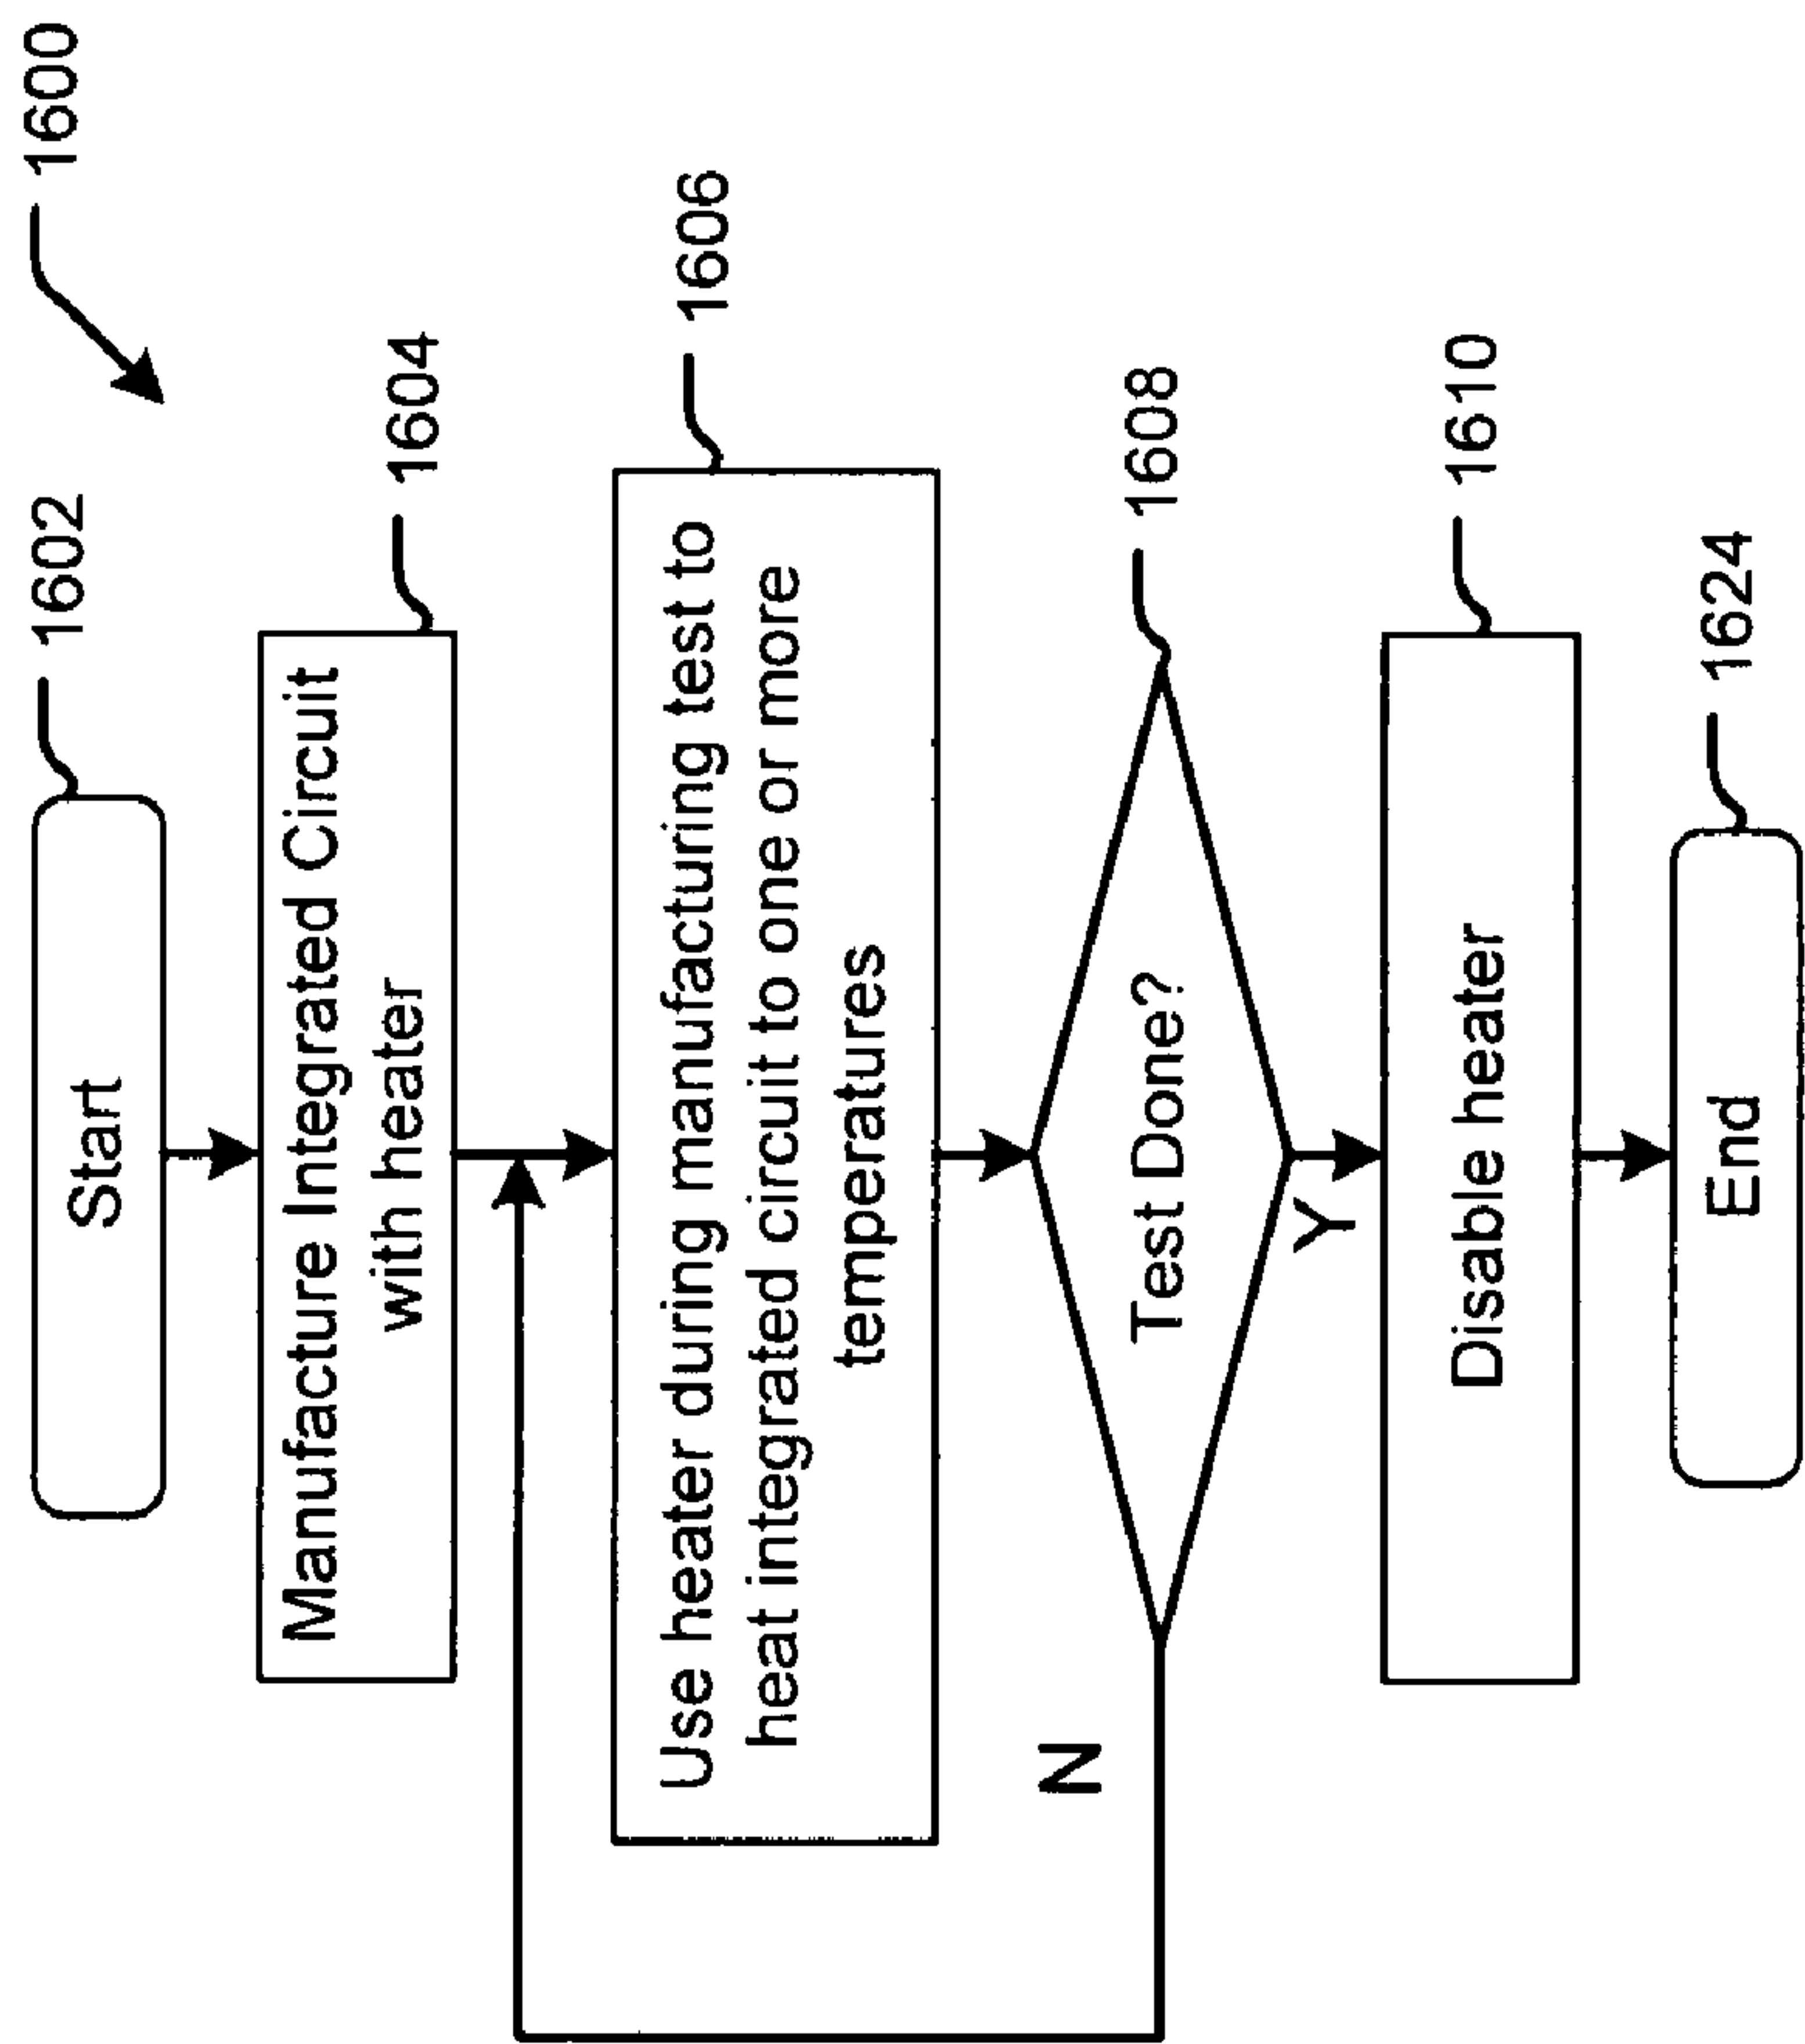 1600
Start
1602
Manufacture Integrated Circuit
with heater
1604
Use heater during manufacturing test to
heat integrated circuit to one or more
temperatures
1606
Test Done?
1608
N
Y
Disable heater
1610
End
1624